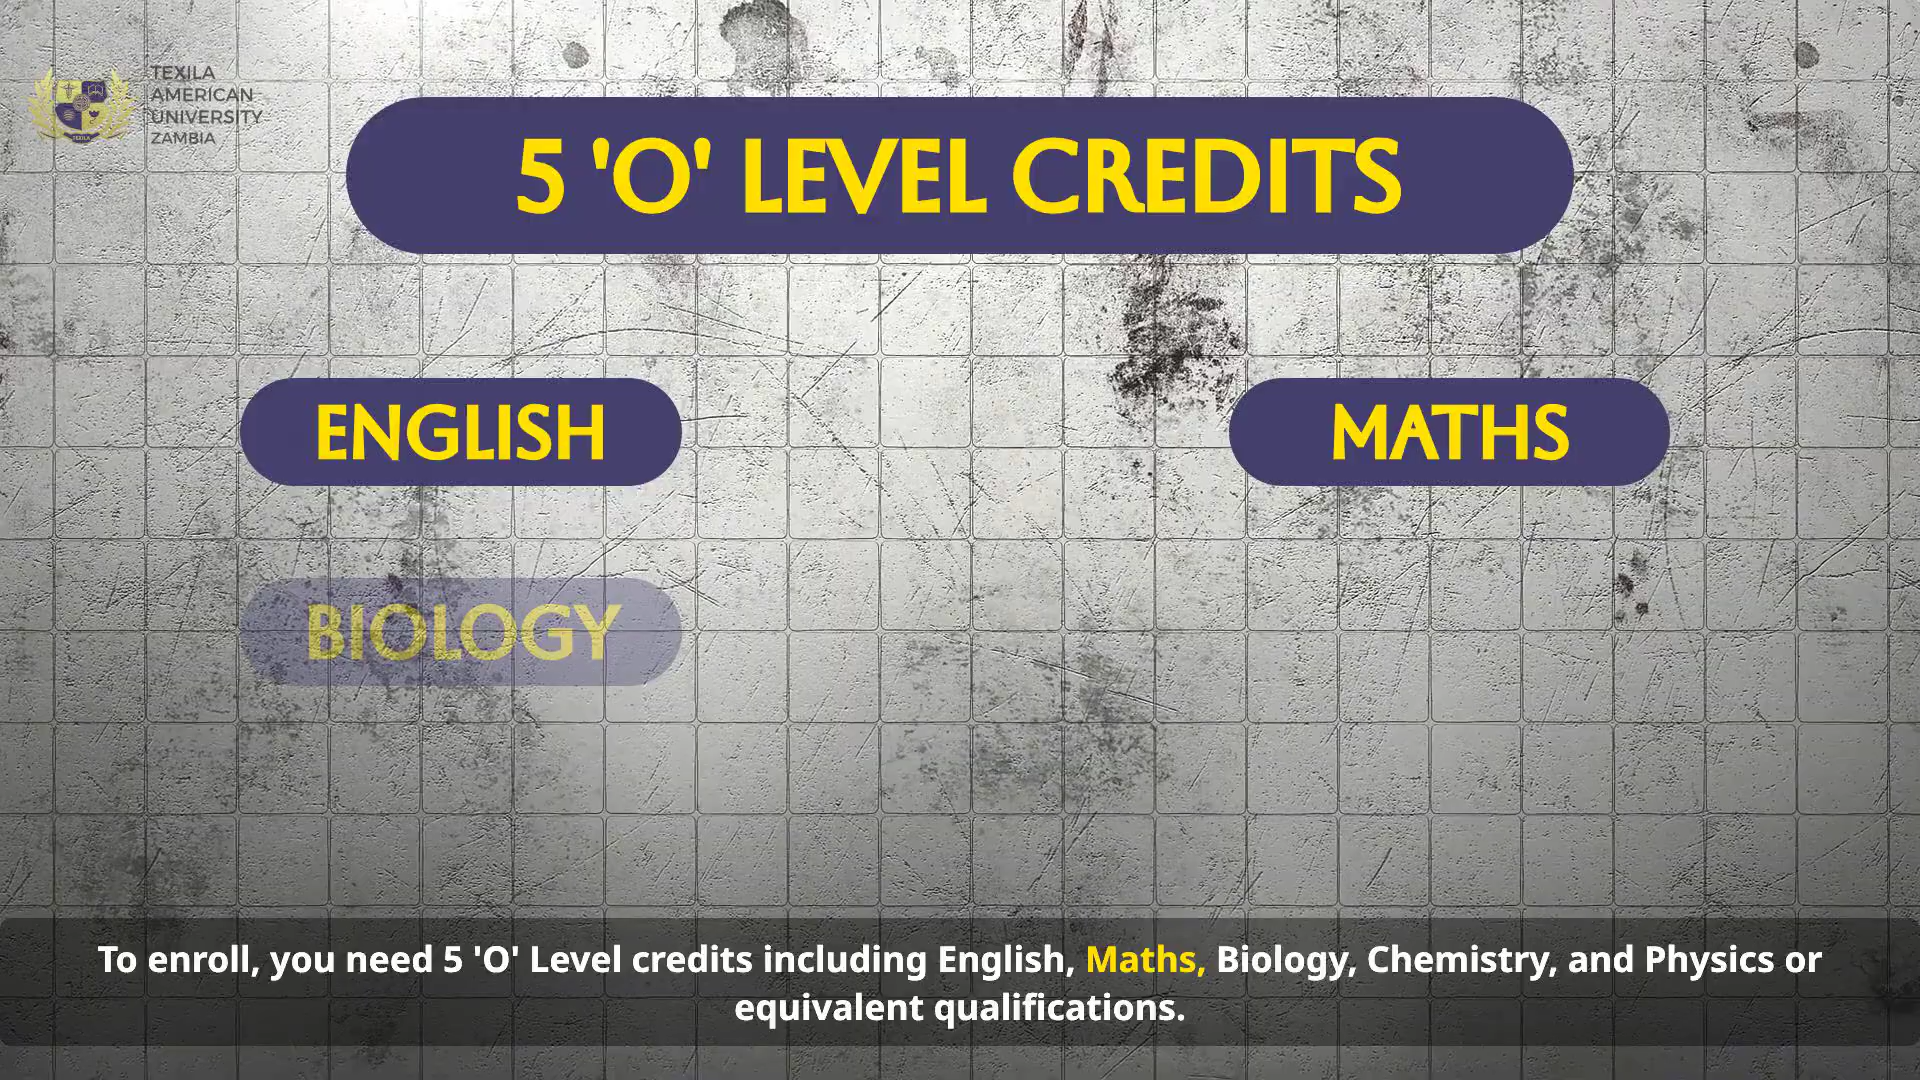 TEXILA
AMERICAN
UNIVERSITY
ZAMBIA
5 'O' LEVEL CREDITS
ENGLISH
MATHS
BIOLOGY
To enroll, you need 5 'O' Level credits including English, Maths, Biology, Chemistry, and Physics or
equivalent qualifications.